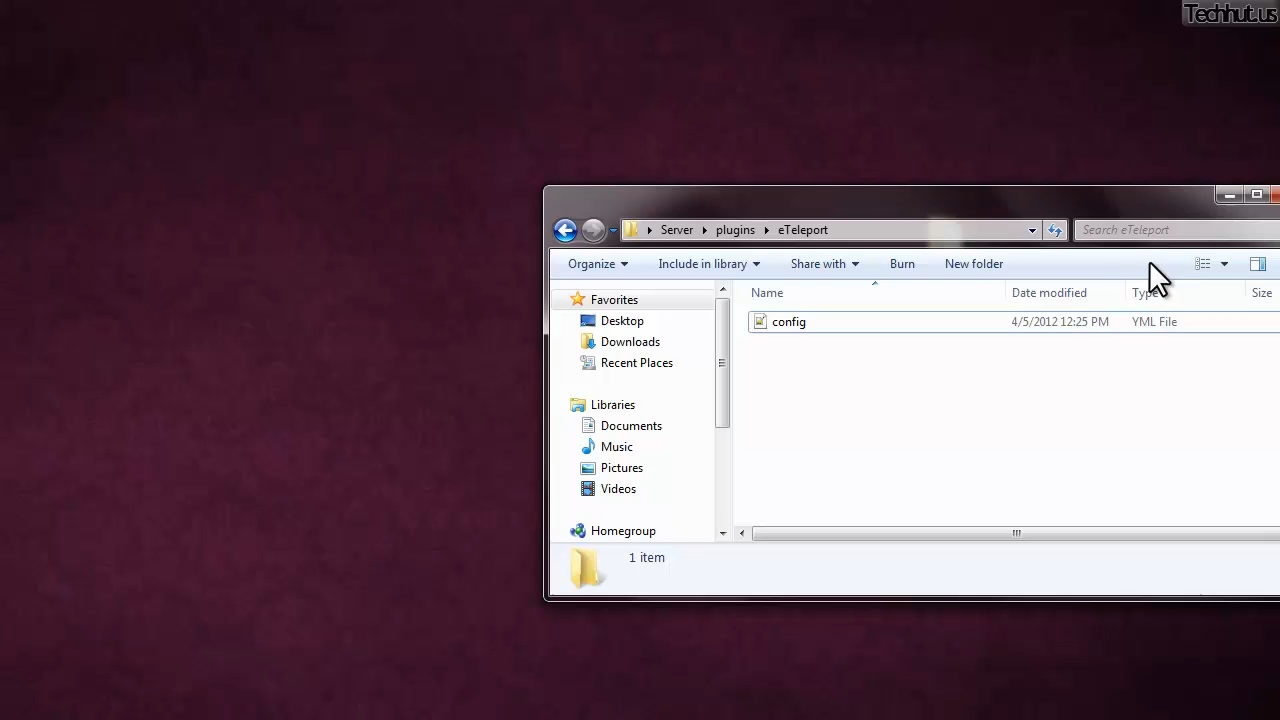 Techhut.us
Server plugins eTeleport Search eTeleport
Organize Include in library Share with Burn New folder
Name Date modified Type Size
config 4/5/2012 12:25 PM YML File
Favorites
Desktop
Downloads
Recent Places
Libraries
Documents
Music
Pictures
Videos
Homegroup
1 item